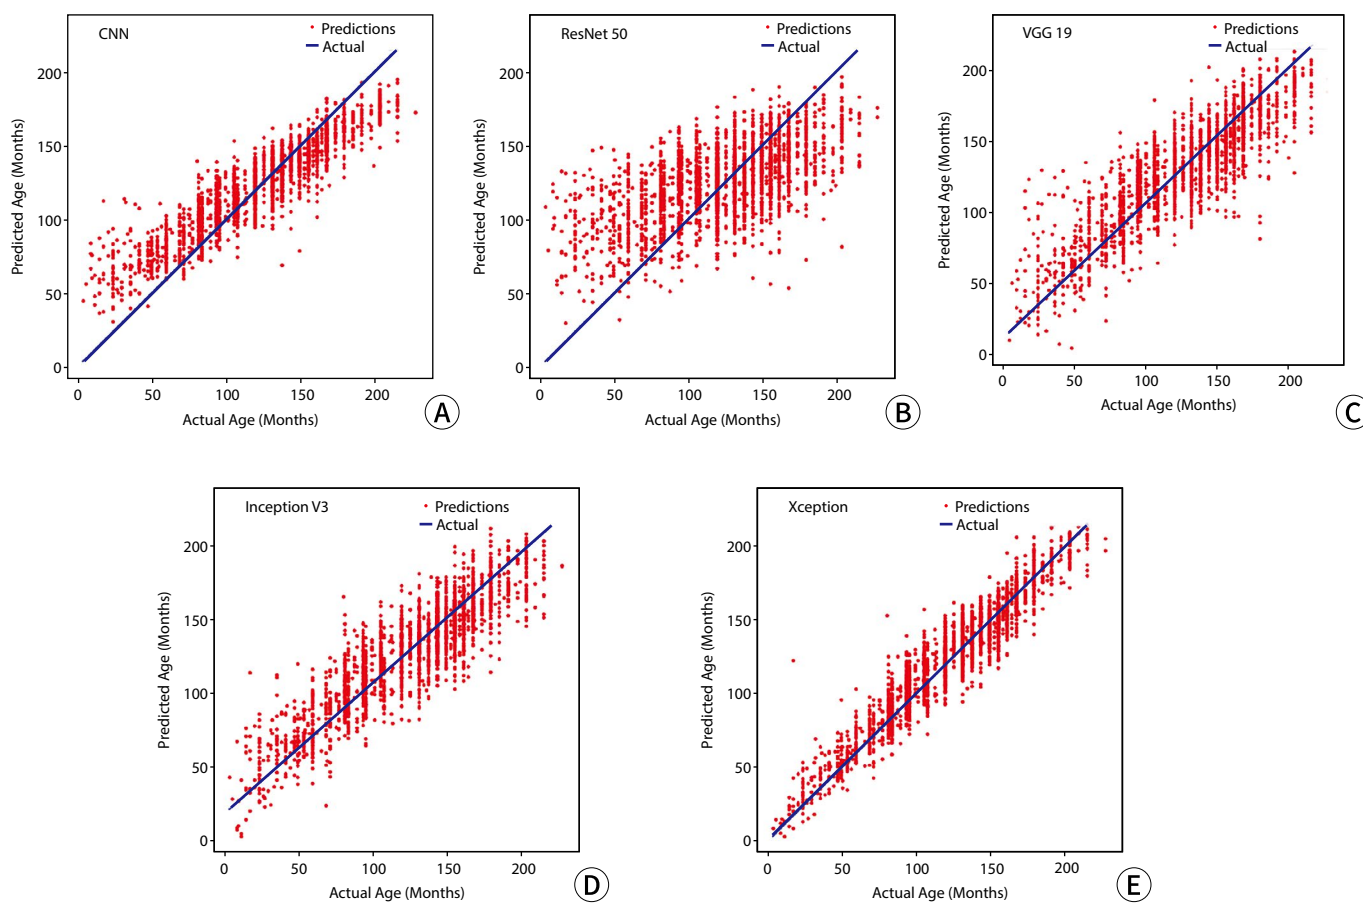 CNN
Predictions
Actual
200
150
100
50
0
0 50 100 150 200
Predicted Age (Months)
Actual Age (Months)
A
ResNet 50
Predictions
Actual
200
150
100
50
0
0 50 100 150 200
Predicted Age (Months)
Actual Age (Months)
B
VGG 19
Predictions
Actual
200
150
100
50
0
0 50 100 150 200
Predicted Age (Months)
Actual Age (Months)
C
Inception V3
Predictions
Actual
200
150
100
50
0
0 50 100 150 200
Predicted Age (Months)
Actual Age (Months)
D
Xception
Predictions
Actual
200
150
100
50
0
0 50 100 150 200
Predicted Age (Months)
Actual Age (Months)
E